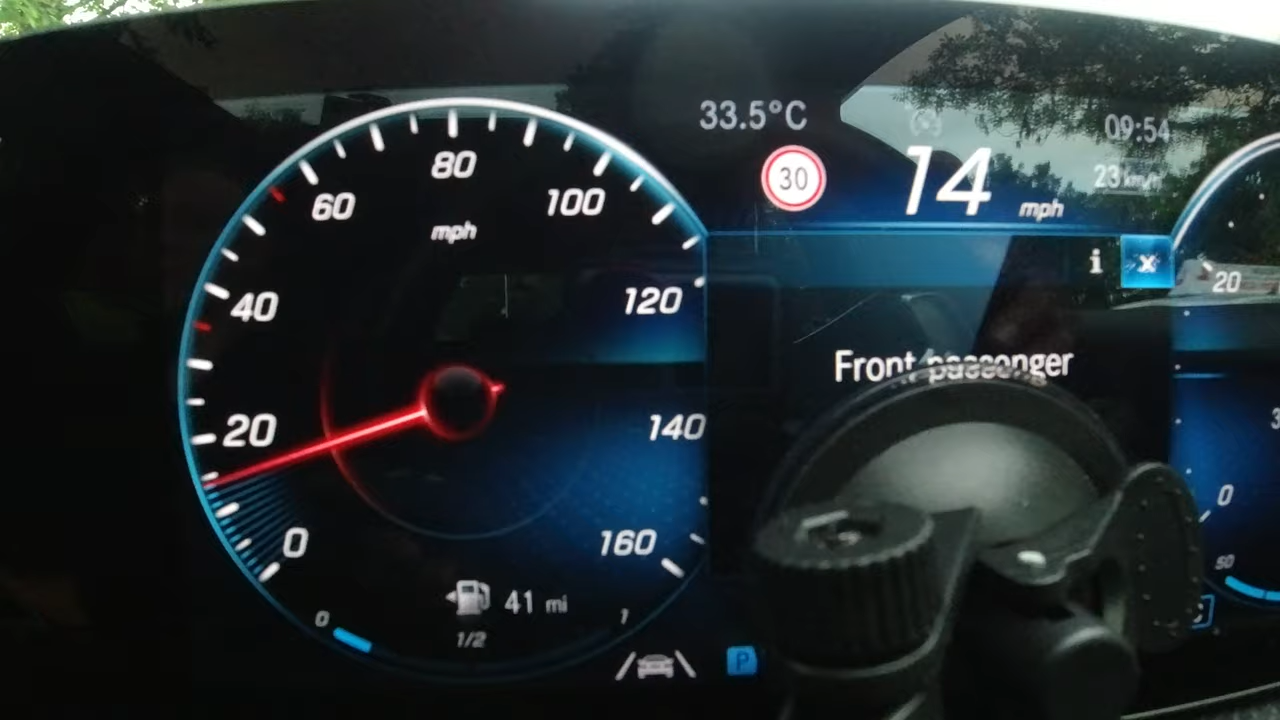 33.5°C
30
14 mph
09:54
23 km/h
i x
80
60
100
mph
40
120
20
140
0
160
Front passenger
41 mi
0
1/2
1
P
20
0
50